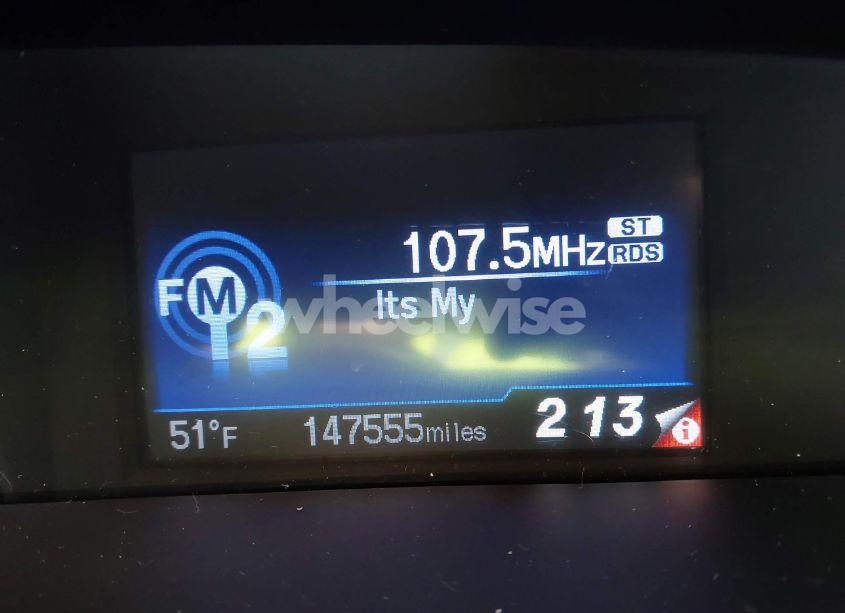 ST
107.5MHz RDS
FM 2
Its My
wheelwise
51°F 147555miles 2 13 i